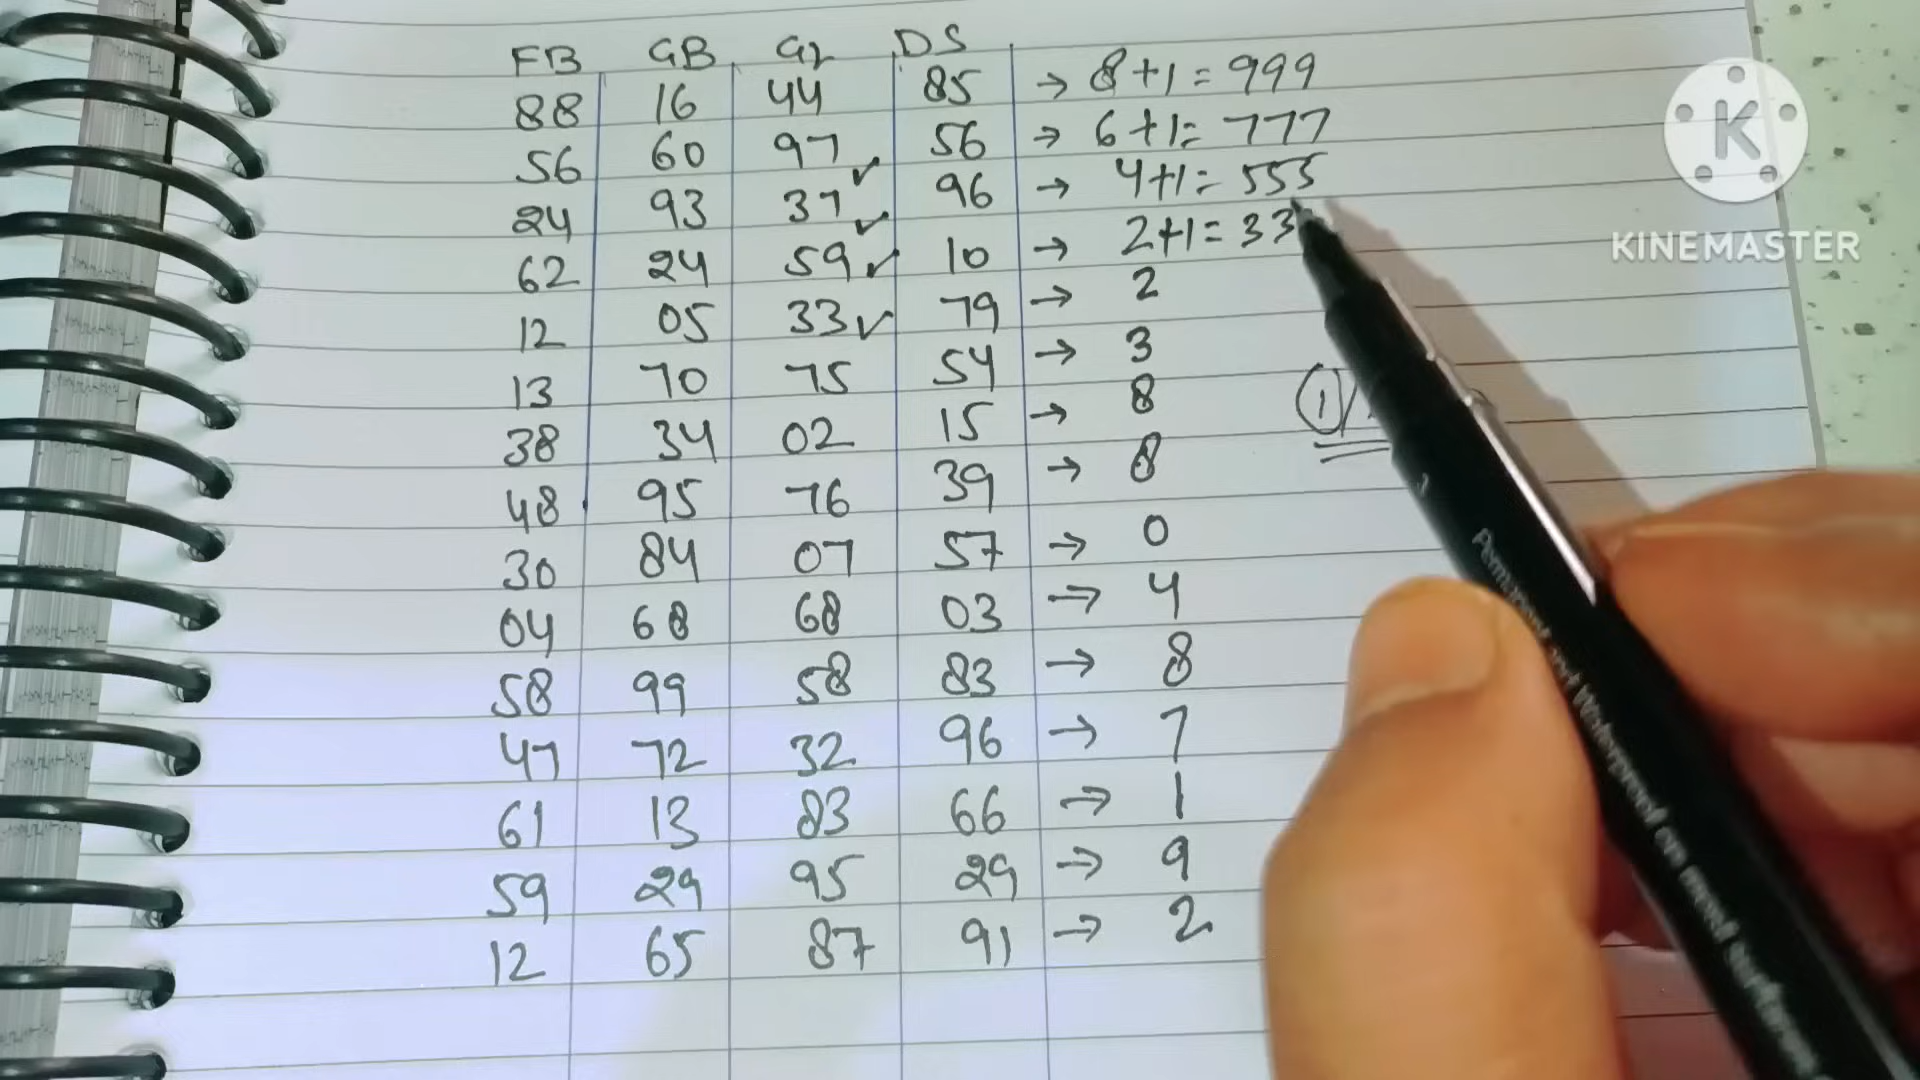 FB GB GZ DS
88 16 44 85 → 8+1=999
56 60 97 56 → 6+1=777
24 93 37 96 → 4+1=555
62 24 59 10 → 2+1=33
12 05 33 79 → 2
13 70 75 54 → 3
38 34 02 15 → 8
48 95 76 39 → 8
30 84 07 57 → 0
04 68 68 03 → 4
58 99 58 83 → 8
47 72 32 96 → 7
61 13 83 66 → 1
59 29 95 29 → 9
12 65 87 91 → 2
1/
K
KINEMASTER